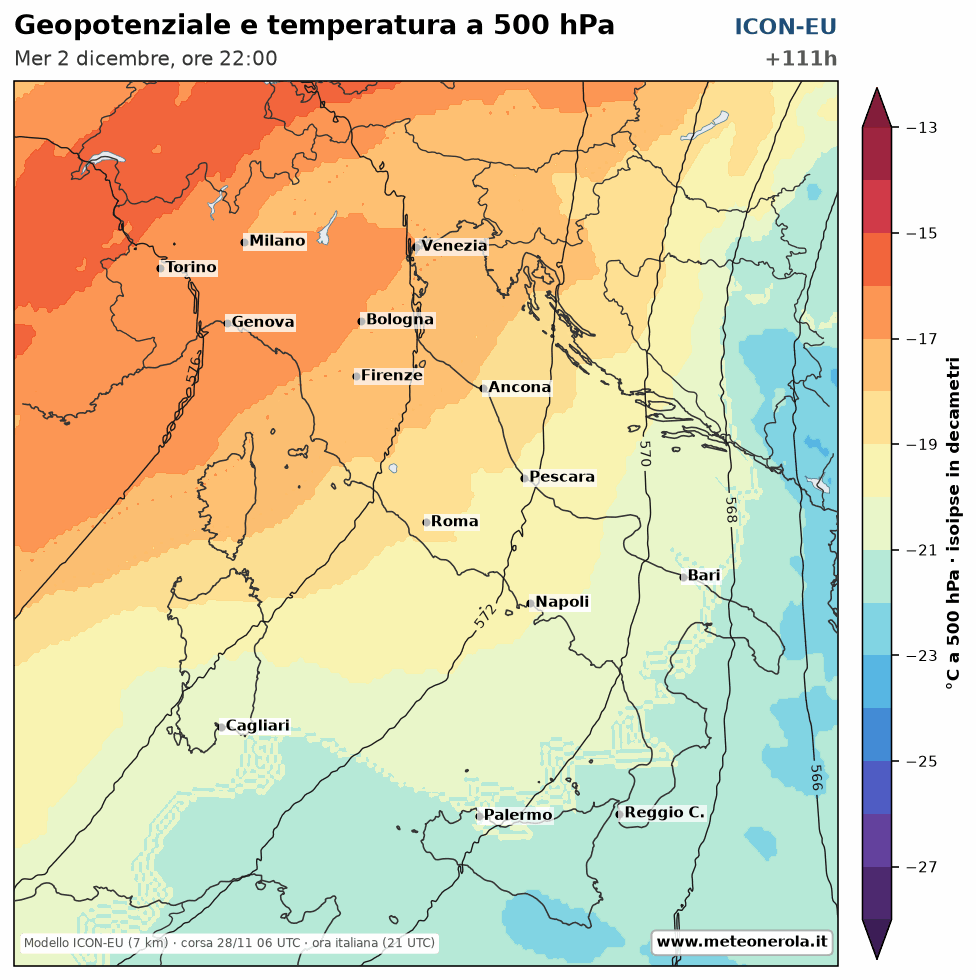 Geopotenziale e temperatura a 500 hPa
ICON-EU
Mer 2 dicembre, ore 22:00
+111h
Milano
Venezia
Torino
Genova
Bologna
576
Firenze
Ancona
570
Pescara
568
Roma
Bari
Napoli
572
Cagliari
566
Palermo
Reggio C.
Modello ICON-EU (7 km) · corsa 28/11 06 UTC · ora italiana (21 UTC)
www.meteonerola.it
−13
−15
−17
−19
−21
−23
−25
−27
°C a 500 hPa · isoipse in decametri